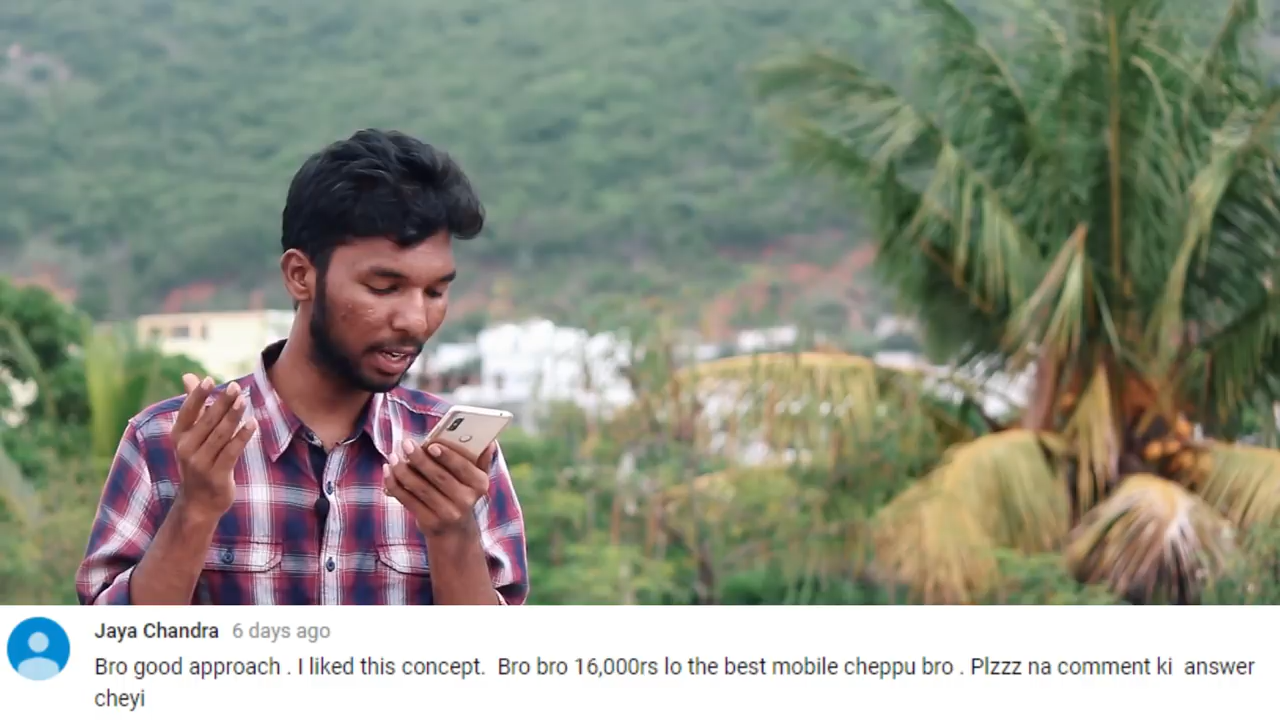 Jaya Chandra 6 days ago
Bro good approach . I liked this concept. Bro bro 16,000rs lo the best mobile cheppu bro . Plzzz na comment ki answer
cheyi